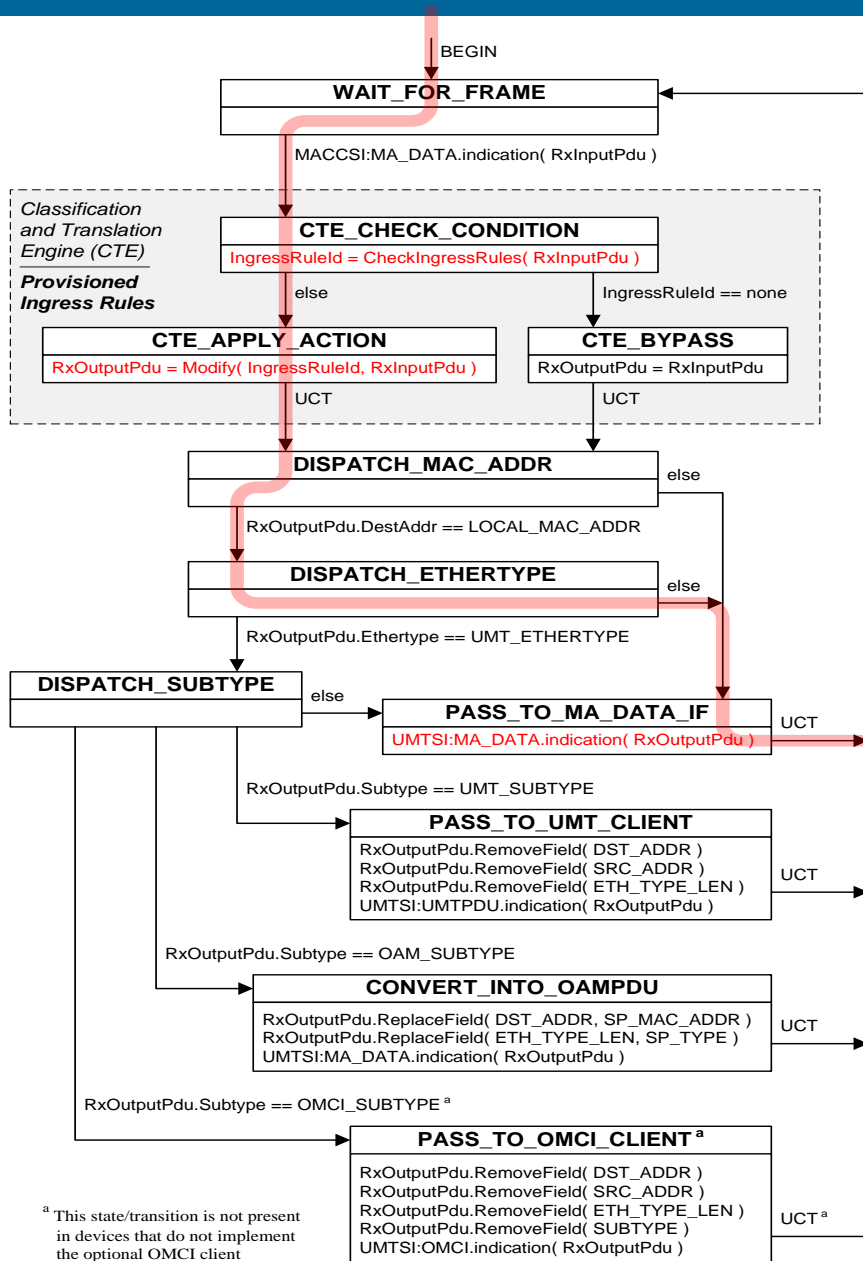 BEGIN
WAIT_FOR_FRAME
MACCSI:MA_DATA.indication( RxInputPdu )
Classification
and Translation
Engine (CTE)
Provisioned
Ingress Rules
CTE_CHECK_CONDITION
IngressRuleId = CheckIngressRules( RxInputPdu )
else
IngressRuleId == none
CTE_APPLY_ACTION
RxOutputPdu = Modify( IngressRuleId, RxInputPdu )
CTE_BYPASS
RxOutputPdu = RxInputPdu
UCT
UCT
DISPATCH_MAC_ADDR
else
RxOutputPdu.DestAddr == LOCAL_MAC_ADDR
DISPATCH_ETHERTYPE
else
RxOutputPdu.Ethertype == UMT_ETHERTYPE
DISPATCH_SUBTYPE
else
PASS_TO_MA_DATA_IF
UMTSI:MA_DATA.indication( RxOutputPdu )
UCT
RxOutputPdu.Subtype == UMT_SUBTYPE
PASS_TO_UMT_CLIENT
RxOutputPdu.RemoveField( DST_ADDR )
RxOutputPdu.RemoveField( SRC_ADDR )
RxOutputPdu.RemoveField( ETH_TYPE_LEN )
UMTSI:UMTPDU.indication( RxOutputPdu )
UCT
RxOutputPdu.Subtype == OAM_SUBTYPE
CONVERT_INTO_OAMPDU
RxOutputPdu.ReplaceField( DST_ADDR, SP_MAC_ADDR )
RxOutputPdu.ReplaceField( ETH_TYPE_LEN, SP_TYPE )
UMTSI:MA_DATA.indication( RxOutputPdu )
UCT
RxOutputPdu.Subtype == OMCI_SUBTYPE a
PASS_TO_OMCI_CLIENT a
RxOutputPdu.RemoveField( DST_ADDR )
RxOutputPdu.RemoveField( SRC_ADDR )
RxOutputPdu.RemoveField( ETH_TYPE_LEN )
RxOutputPdu.RemoveField( SUBTYPE )
UMTSI:OMCI.indication( RxOutputPdu )
UCT a
a This state/transition is not present
in devices that do not implement
the optional OMCI client